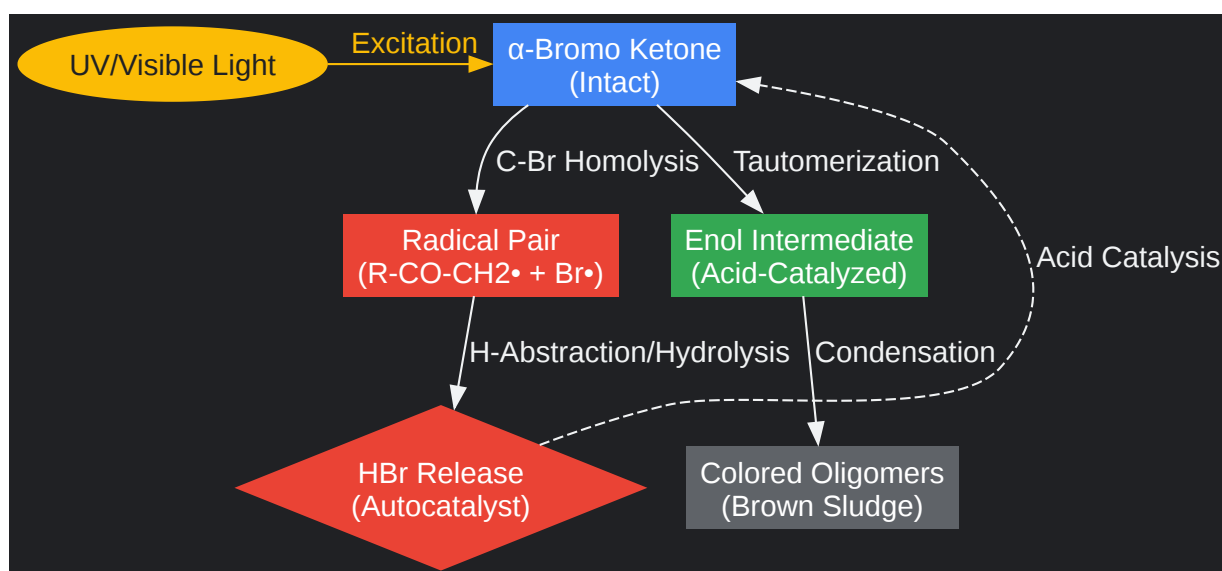 UV/Visible Light
Excitation
α-Bromo Ketone
(Intact)
C-Br Homolysis
Tautomerization
Radical Pair
(R-CO-CH2• + Br•)
Enol Intermediate
(Acid-Catalyzed)
Acid Catalysis
H-Abstraction/Hydrolysis
Condensation
HBr Release
(Autocatalyst)
Colored Oligomers
(Brown Sludge)